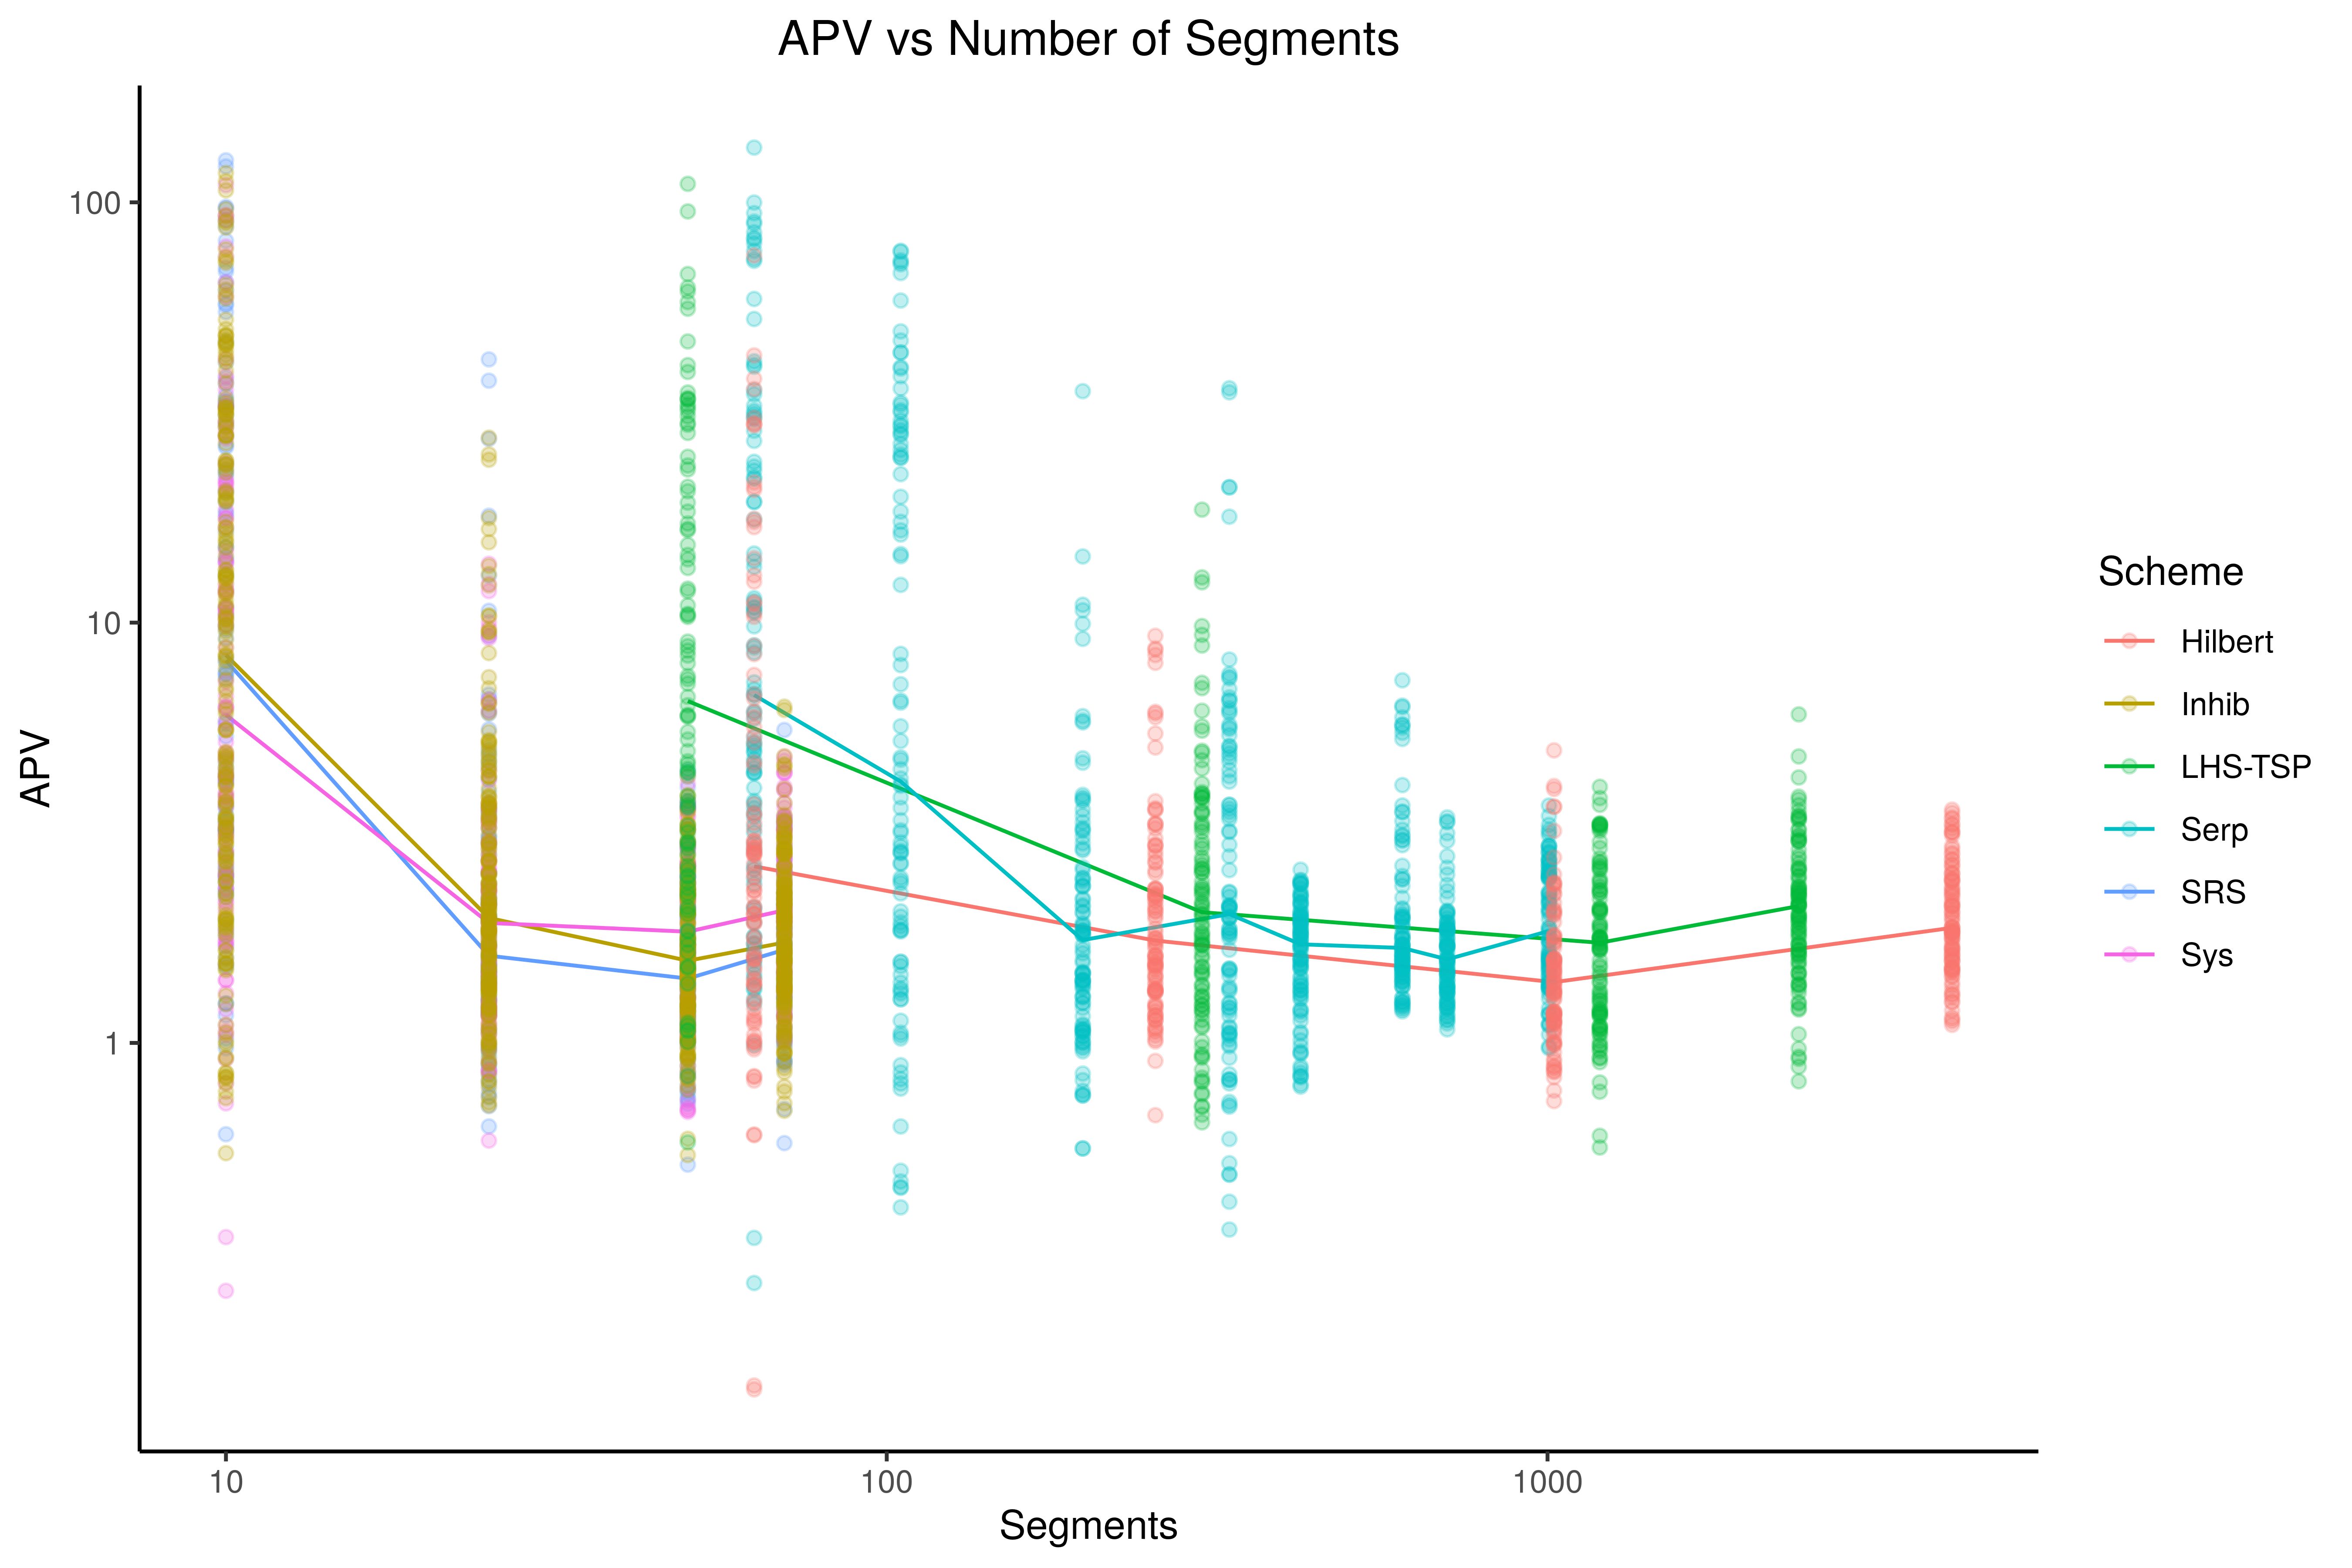 APV vs Number of Segments
100
10
1
APV
10
100
1000
Segments
Scheme
Hilbert
Inhib
LHS-TSP
Serp
SRS
Sys